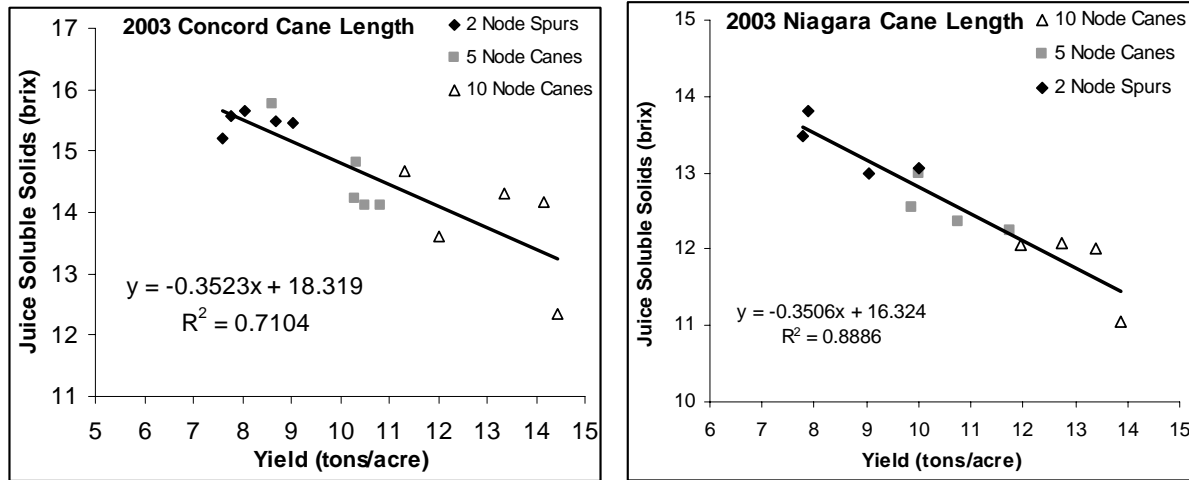 2003 Concord Cane Length
2 Node Spurs
5 Node Canes
10 Node Canes
Juice Soluble Solids (brix)
17
16
15
14
13
12
11
y = -0.3523x + 18.319
R² = 0.7104
5 6 7 8 9 10 11 12 13 14 15
Yield (tons/acre)
2003 Niagara Cane Length
10 Node Canes
5 Node Canes
2 Node Spurs
Juice Soluble Solids (brix)
15
14
13
12
11
10
y = -0.3506x + 16.324
R² = 0.8886
6 7 8 9 10 11 12 13 14 15
Yield (tons/acre)